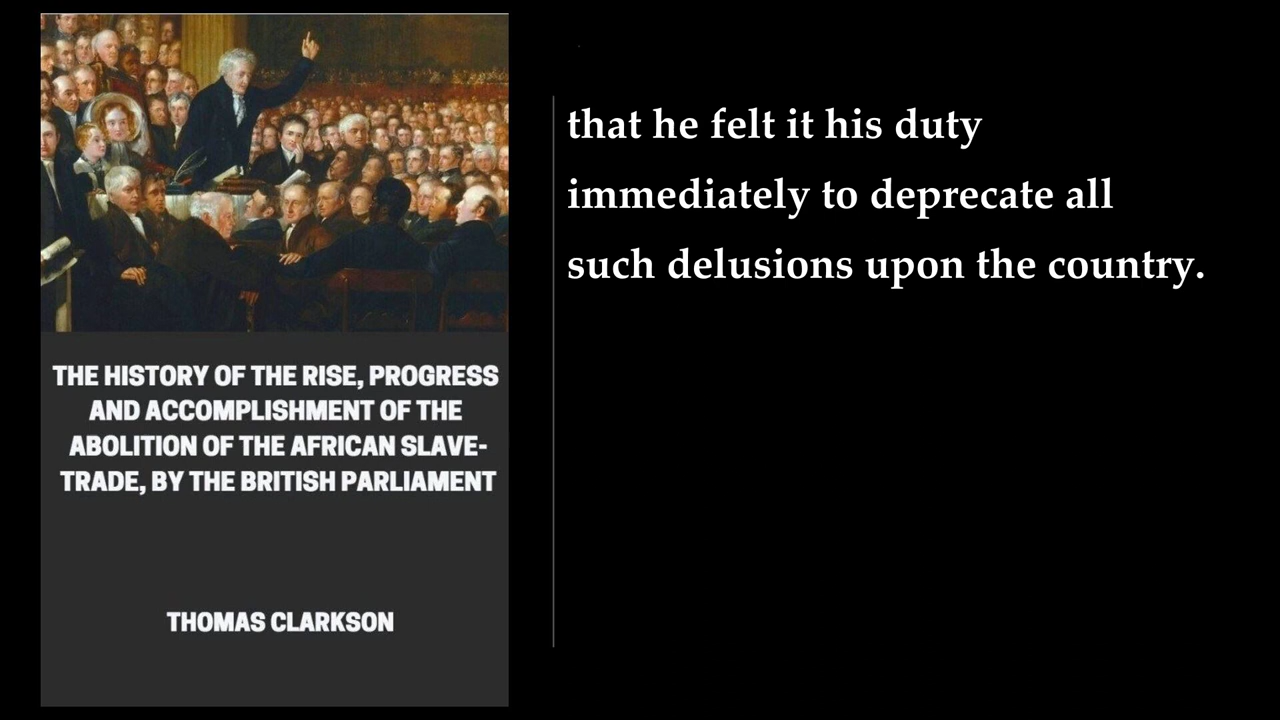 THE HISTORY OF THE RISE, PROGRESS
AND ACCOMPLISHMENT OF THE
ABOLITION OF THE AFRICAN SLAVE-
TRADE, BY THE BRITISH PARLIAMENT
THOMAS CLARKSON
that he felt it his duty
immediately to deprecate all
such delusions upon the country.